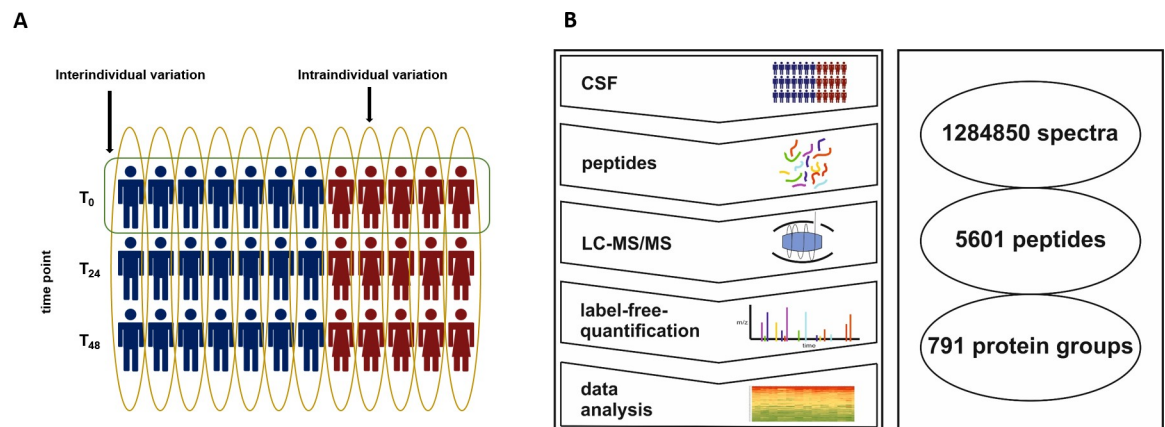 A
Interindividual variation
Intraindividual variation
T0
T24
T48
time point
B
CSF
peptides
LC-MS/MS
label-free-
quantification
m/z
time
data
analysis
1284850 spectra
5601 peptides
791 protein groups